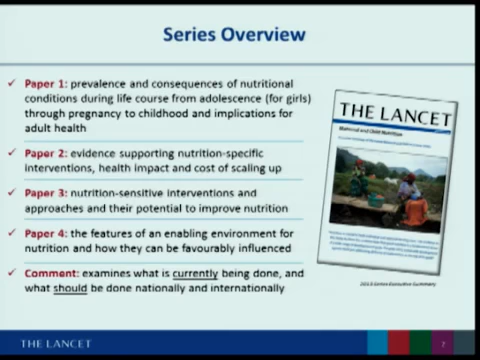 Series Overview
✓ Paper 1: prevalence and consequences of nutritional
conditions during life course from adolescence (for girls)
through pregnancy to childhood and implications for
adult health
✓ Paper 2: evidence supporting nutrition-specific
interventions, health impact and cost of scaling up
✓ Paper 3: nutrition-sensitive interventions and
approaches and their potential to improve nutrition
✓ Paper 4: the features of an enabling environment for
nutrition and how they can be favourably influenced
✓ Comment: examines what is currently being done, and
what should be done nationally and internationally
THE LANCET
Maternal and Child Nutrition
2013 Series Executive Summary
THE LANCET
7